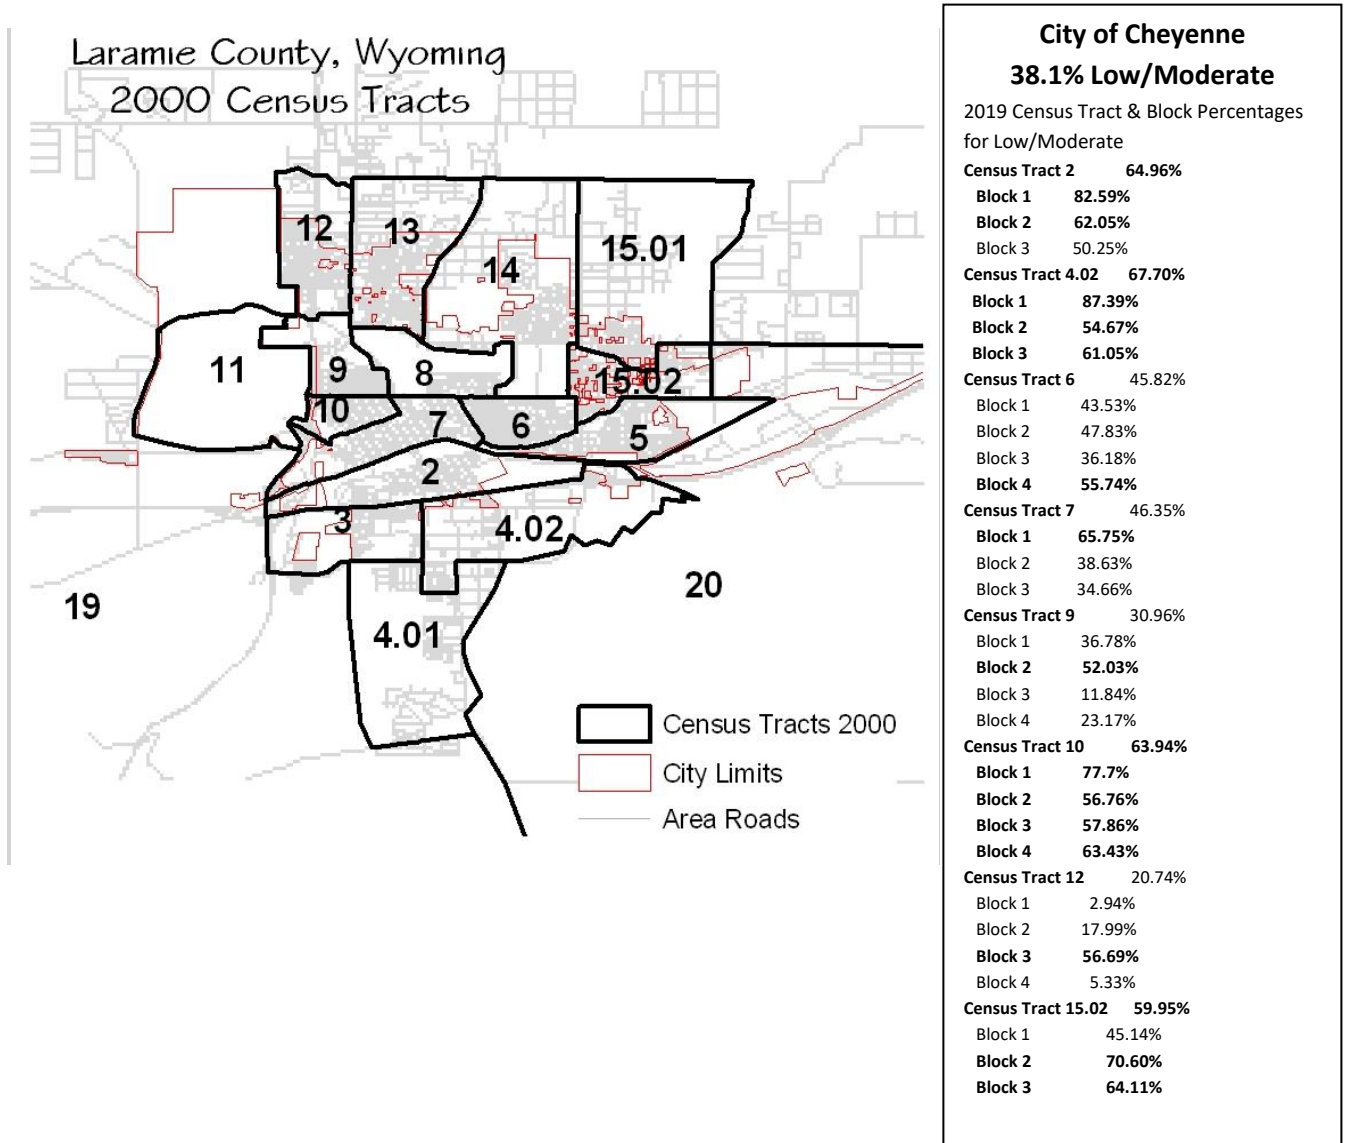 Laramie County, Wyoming
2000 Census Tracts
12
13
14
15.01
11
9
8
15.02
10
7
6
5
2
3
4.02
19
20
4.01
Census Tracts 2000
City Limits
Area Roads
City of Cheyenne
38.1% Low/Moderate
2019 Census Tract & Block Percentages
for Low/Moderate
Census Tract 2 64.96%
Block 1 82.59%
Block 2 62.05%
Block 3 50.25%
Census Tract 4.02 67.70%
Block 1 87.39%
Block 2 54.67%
Block 3 61.05%
Census Tract 6 45.82%
Block 1 43.53%
Block 2 47.83%
Block 3 36.18%
Block 4 55.74%
Census Tract 7 46.35%
Block 1 65.75%
Block 2 38.63%
Block 3 34.66%
Census Tract 9 30.96%
Block 1 36.78%
Block 2 52.03%
Block 3 11.84%
Block 4 23.17%
Census Tract 10 63.94%
Block 1 77.7%
Block 2 56.76%
Block 3 57.86%
Block 4 63.43%
Census Tract 12 20.74%
Block 1 2.94%
Block 2 17.99%
Block 3 56.69%
Block 4 5.33%
Census Tract 15.02 59.95%
Block 1 45.14%
Block 2 70.60%
Block 3 64.11%